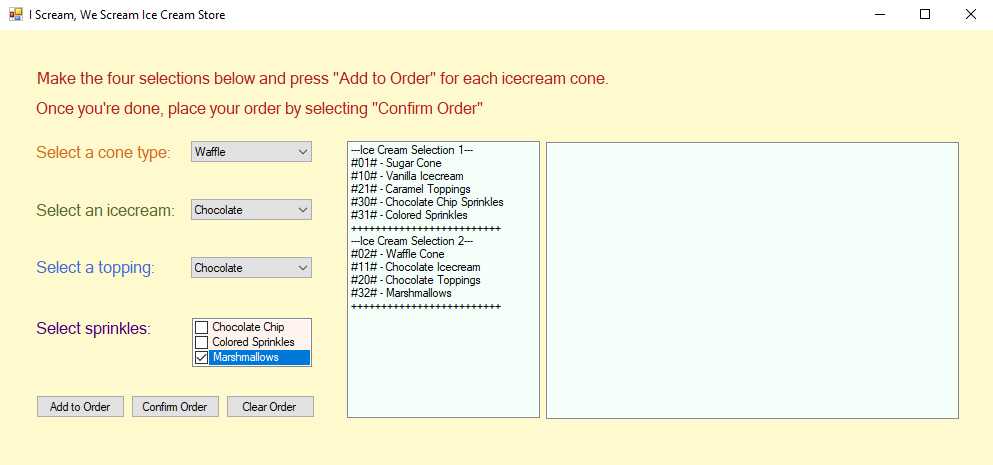 I Scream, We Scream Ice Cream Store
Make the four selections below and press "Add to Order" for each icecream cone.
Once you're done, place your order by selecting "Confirm Order"
Select a cone type:
Waffle
Select an icecream:
Chocolate
Select a topping:
Chocolate
Select sprinkles:
Chocolate Chip
Colored Sprinkles
Marshmallows
Add to Order
Confirm Order
Clear Order
---Ice Cream Selection 1---
#01# - Sugar Cone
#10# - Vanilla Icecream
#21# - Caramel Toppings
#30# - Chocolate Chip Sprinkles
#31# - Colored Sprinkles
+++++++++++++++++++++++++
---Ice Cream Selection 2---
#02# - Waffle Cone
#11# - Chocolate Icecream
#20# - Chocolate Toppings
#32# - Marshmallows
+++++++++++++++++++++++++